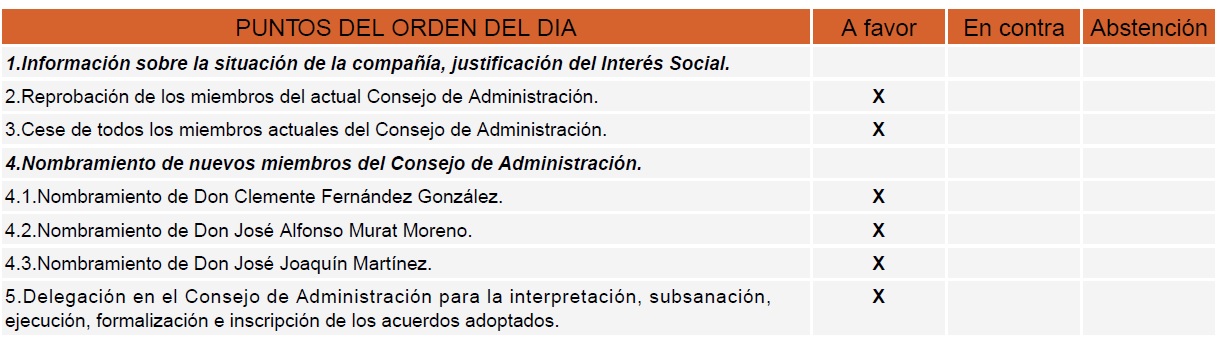 PUNTOS DEL ORDEN DEL DIA A favor En contra Abstención
1.Información sobre la situación de la compañía, justificación del Interés Social.
2.Reprobación de los miembros del actual Consejo de Administración. X
3.Cese de todos los miembros actuales del Consejo de Administración. X
4.Nombramiento de nuevos miembros del Consejo de Administración.
4.1.Nombramiento de Don Clemente Fernández González. X
4.2.Nombramiento de Don José Alfonso Murat Moreno. X
4.3.Nombramiento de Don José Joaquín Martínez. X
5.Delegación en el Consejo de Administración para la interpretación, subsanación, X
ejecución, formalización e inscripción de los acuerdos adoptados.